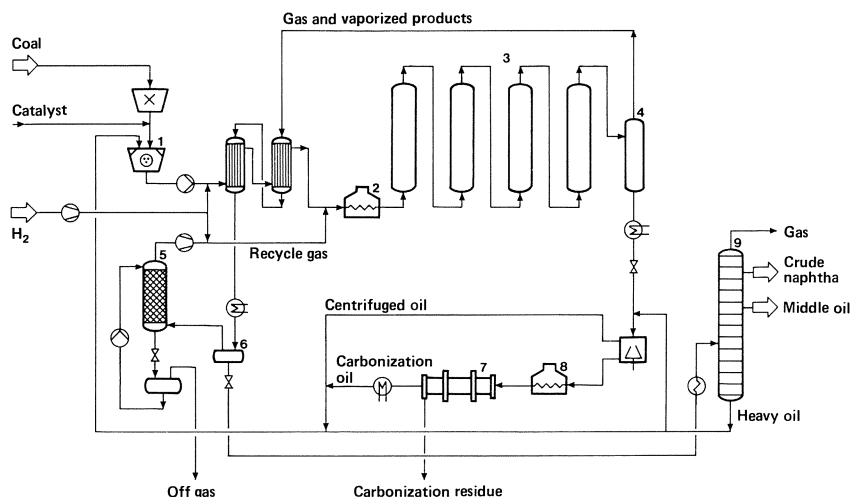 Gas and vaporized products
Coal
3
Catalyst
4
1
2
H2
Recycle gas
5
9
Gas
Crude
naphtha
Middle oil
Centrifuged oil
6
Carbonization
oil
7
8
Heavy oil
Off gas
Carbonization residue